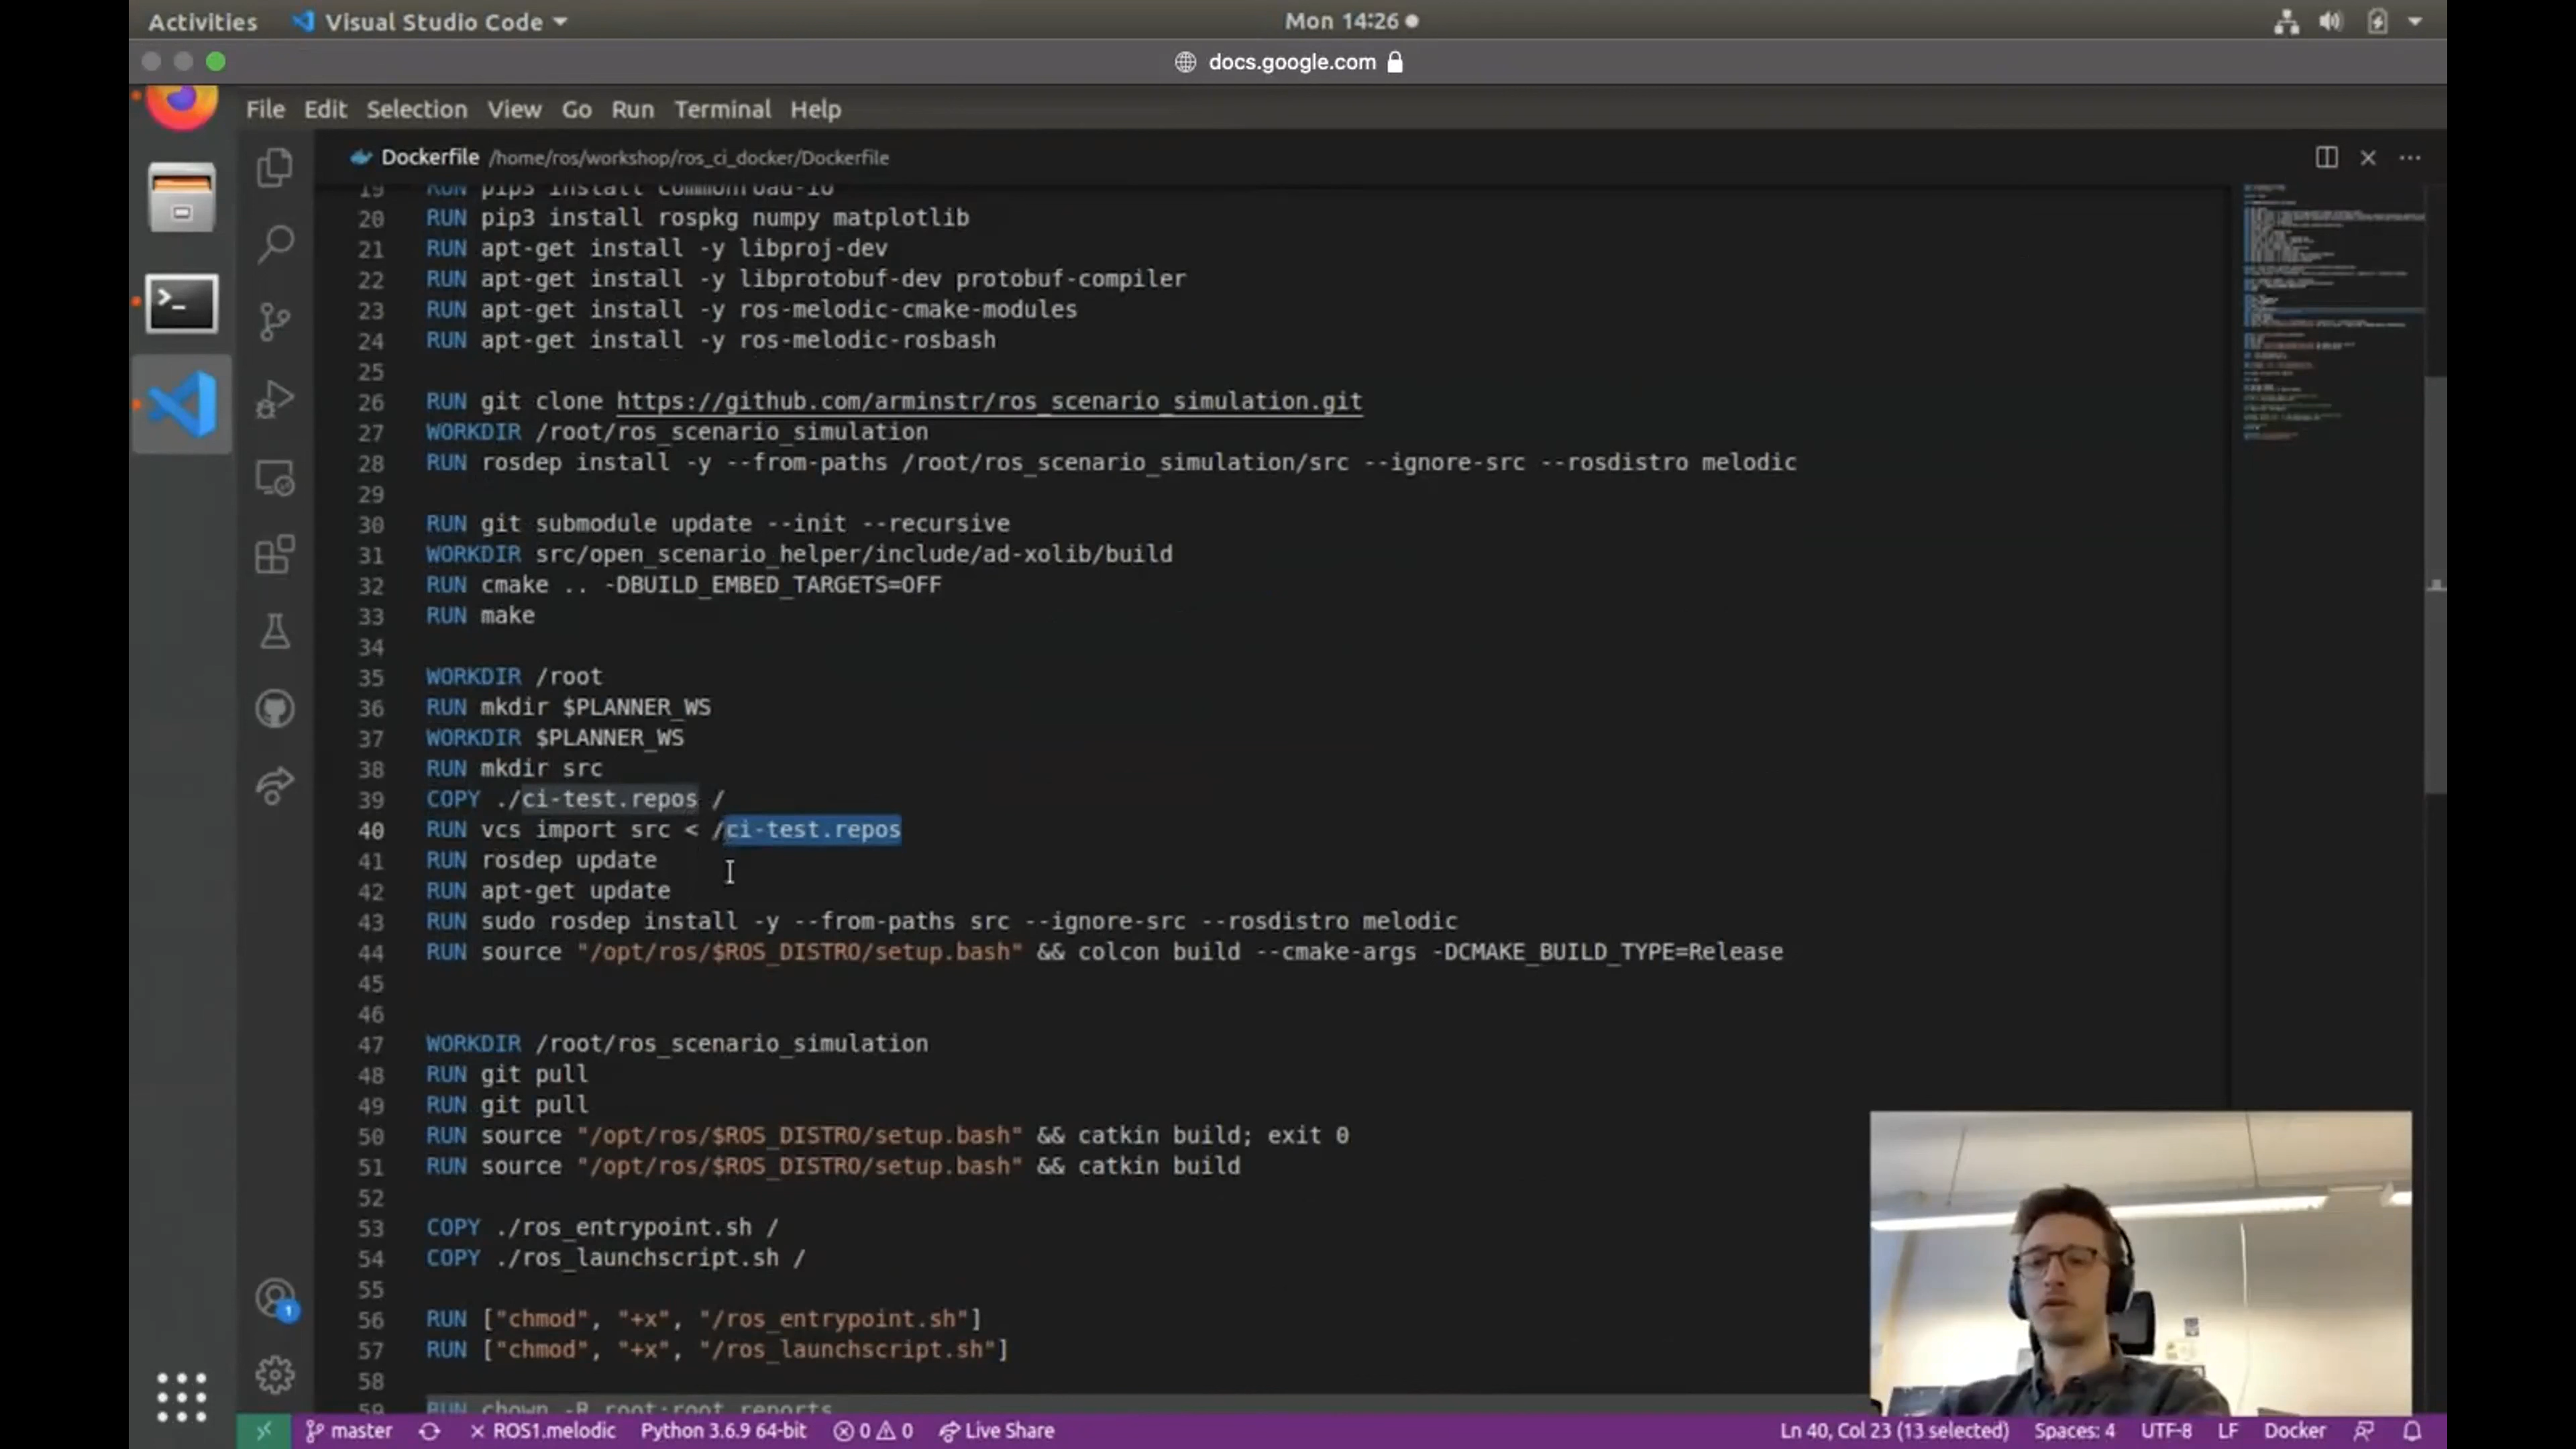 Activities Visual Studio Code Mon 14:26
docs.google.com
File Edit Selection View Go Run Terminal Help
Dockerfile /home/ros/workshop/ros_ci_docker/Dockerfile
19 RUN pip3 install commonroad-io
20 RUN pip3 install rospkg numpy matplotlib
21 RUN apt-get install -y libproj-dev
22 RUN apt-get install -y libprotobuf-dev protobuf-compiler
23 RUN apt-get install -y ros-melodic-cmake-modules
24 RUN apt-get install -y ros-melodic-rosbash
25
26 RUN git clone https://github.com/arminstr/ros_scenario_simulation.git
27 WORKDIR /root/ros_scenario_simulation
28 RUN rosdep install -y --from-paths /root/ros_scenario_simulation/src --ignore-src --rosdistro melodic
29
30 RUN git submodule update --init --recursive
31 WORKDIR src/open_scenario_helper/include/ad-xolib/build
32 RUN cmake .. -DBUILD_EMBED_TARGETS=OFF
33 RUN make
34
35 WORKDIR /root
36 RUN mkdir $PLANNER_WS
37 WORKDIR $PLANNER_WS
38 RUN mkdir src
39 COPY ./ci-test.repos /
40 RUN vcs import src < /ci-test.repos
41 RUN rosdep update
42 RUN apt-get update
43 RUN sudo rosdep install -y --from-paths src --ignore-src --rosdistro melodic
44 RUN source "/opt/ros/$ROS_DISTRO/setup.bash" && colcon build --cmake-args -DCMAKE_BUILD_TYPE=Release
45
46
47 WORKDIR /root/ros_scenario_simulation
48 RUN git pull
49 RUN git pull
50 RUN source "/opt/ros/$ROS_DISTRO/setup.bash" && catkin build; exit 0
51 RUN source "/opt/ros/$ROS_DISTRO/setup.bash" && catkin build
52
53 COPY ./ros_entrypoint.sh /
54 COPY ./ros_launchscript.sh /
55
56 RUN ["chmod", "+x", "/ros_entrypoint.sh"]
57 RUN ["chmod", "+x", "/ros_launchscript.sh"]
58
59 RUN chown -R root:root reports
1
master ROS1.melodic Python 3.6.9 64-bit 0 0 Live Share Ln 40, Col 23 (13 selected) Spaces: 4 UTF-8 LF Docker